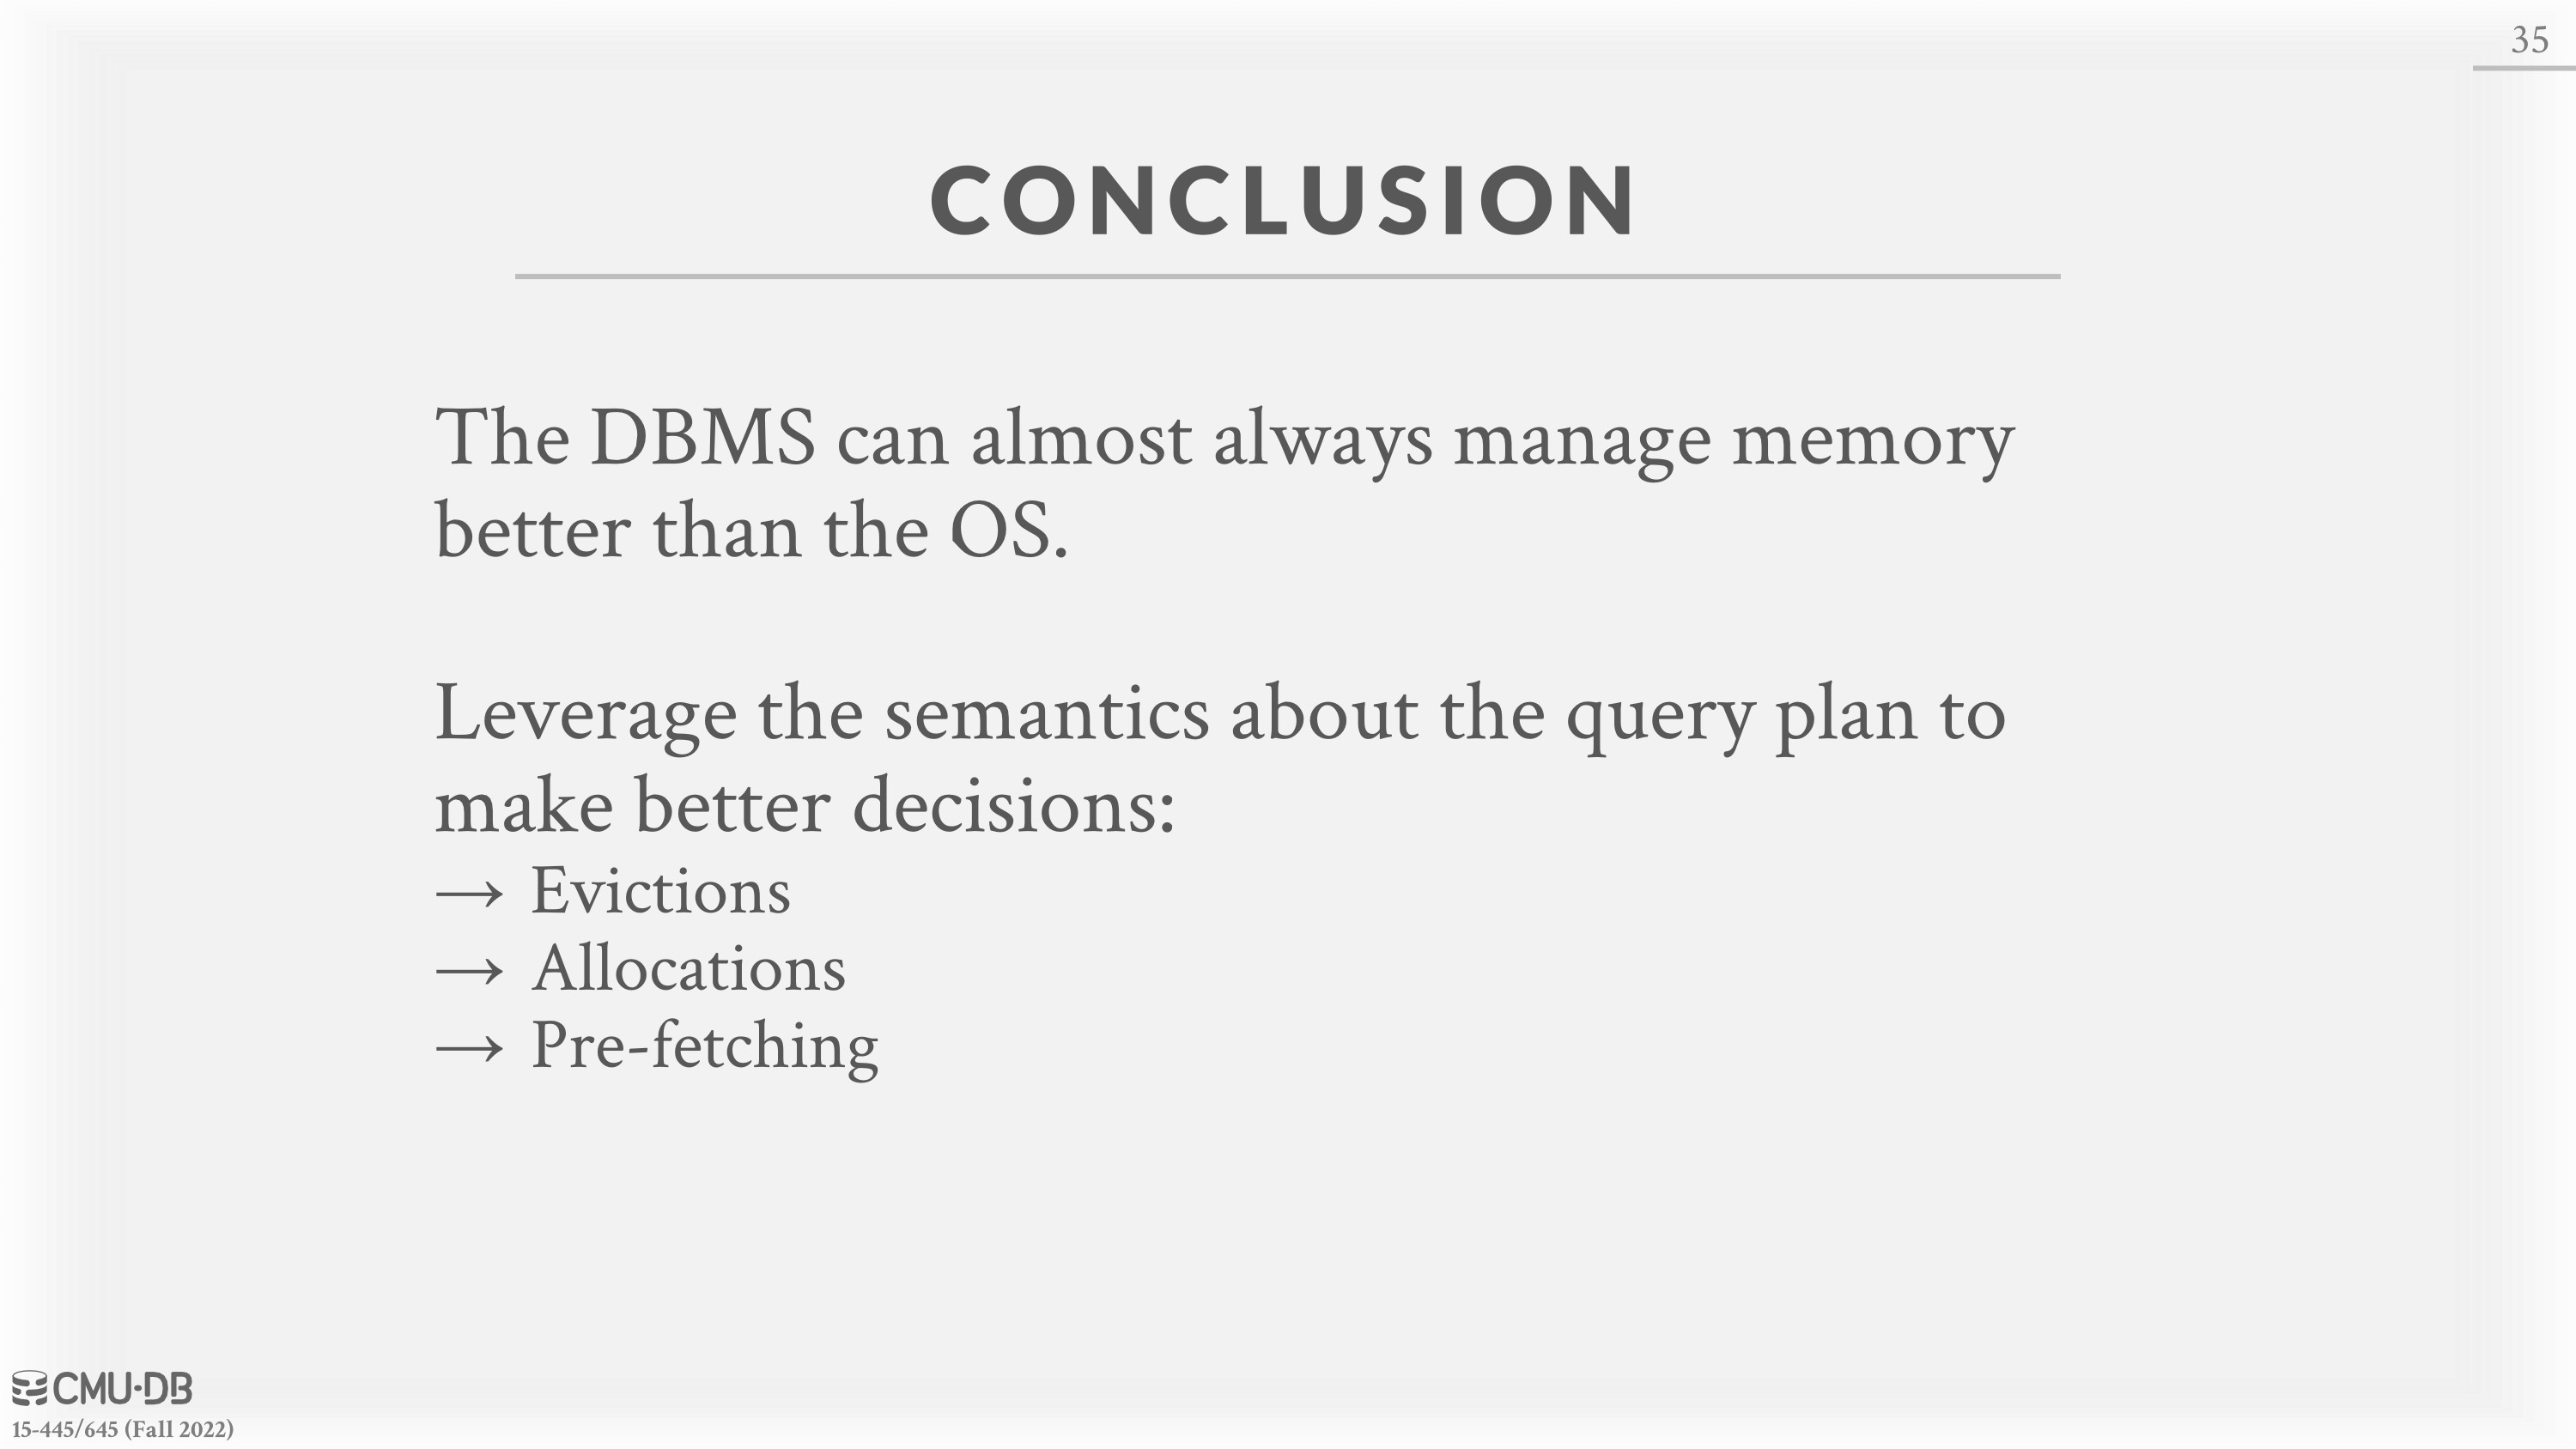 35
CONCLUSION
The DBMS can almost always manage memory
better than the OS.
Leverage the semantics about the query plan to
make better decisions:
→ Evictions
→ Allocations
→ Pre-fetching
CMU·DB
15-445/645 (Fall 2022)